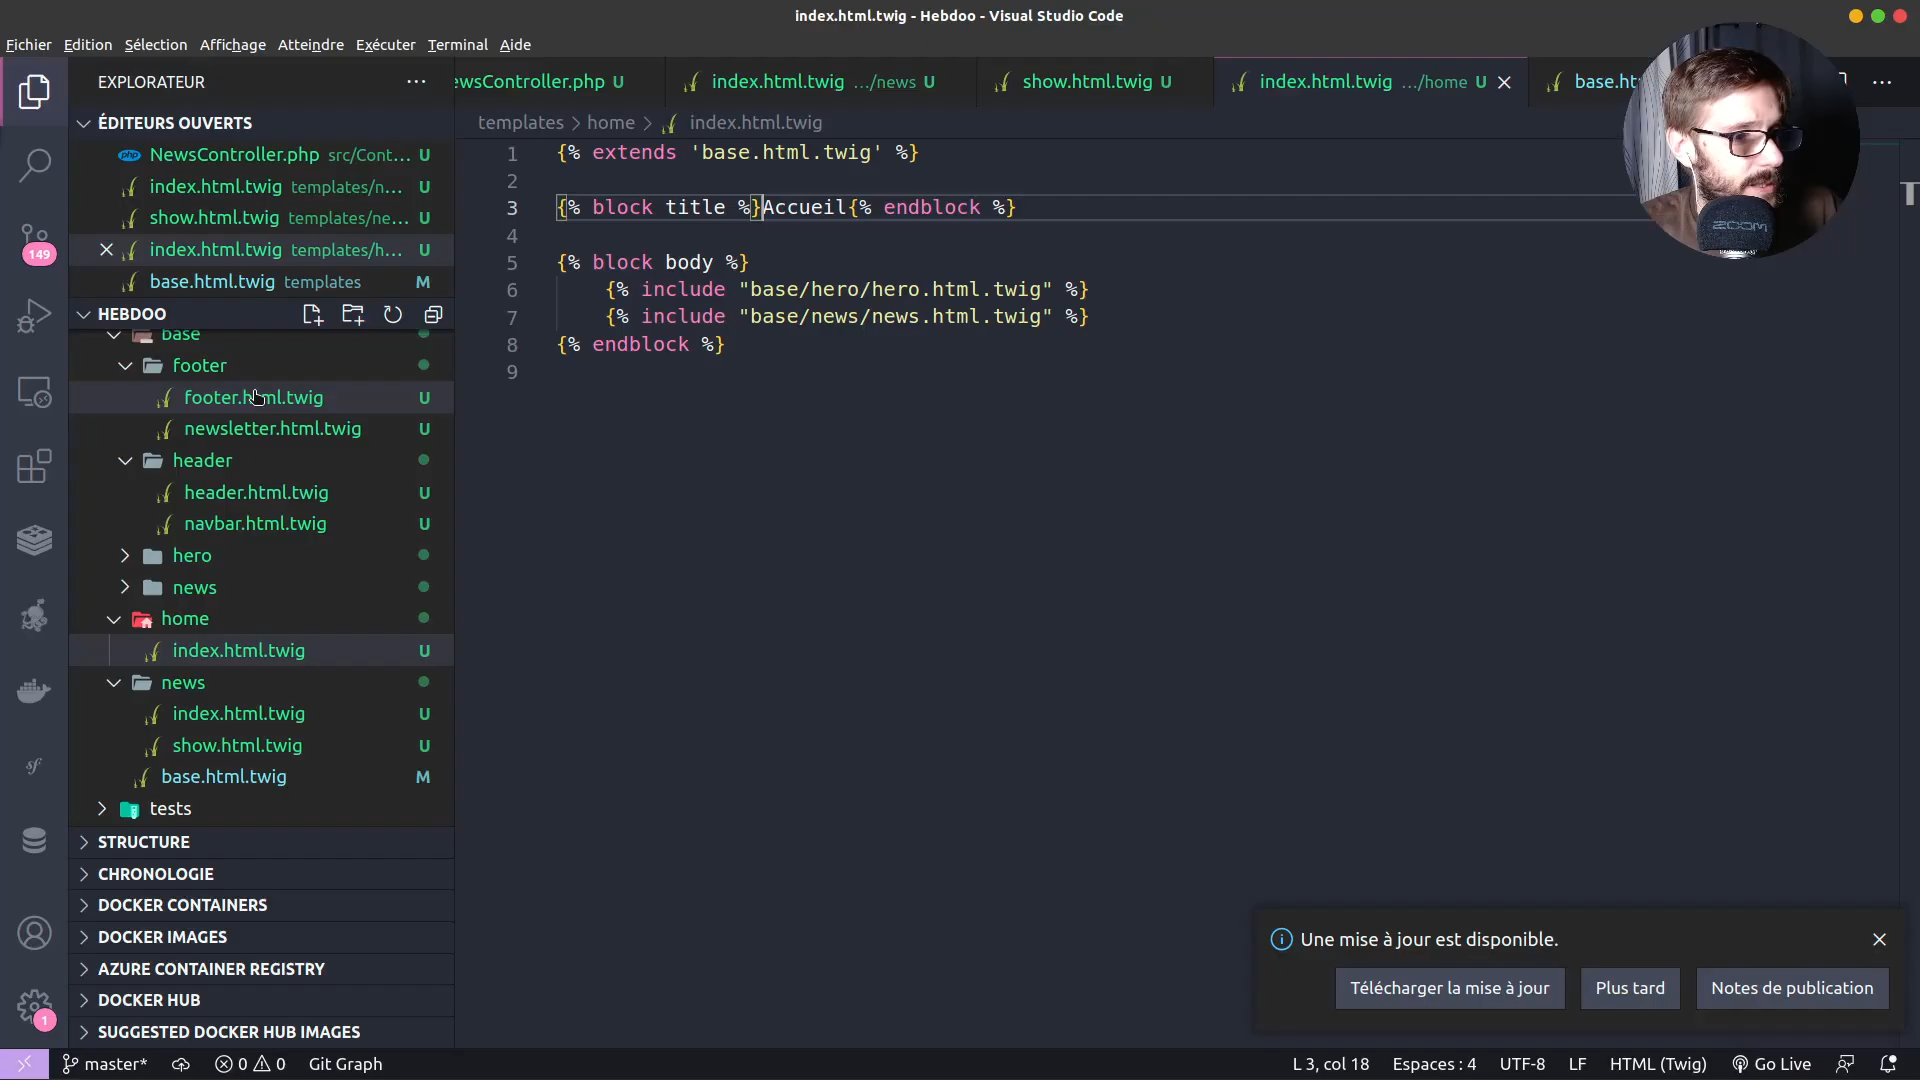 index.html.twig - Hebdoo - Visual Studio Code
Fichier Edition Sélection Affichage Atteindre Exécuter Terminal Aide
EXPLORATEUR
ewsController.php U
index.html.twig .../news U
show.html.twig U
index.html.twig .../home U
base.ht
templates > home > index.html.twig
ÉDITEURS OUVERTS
NewsController.php src/Cont... U
index.html.twig templates/n... U
show.html.twig templates/ne... U
index.html.twig templates/h... U
base.html.twig templates M
HEBDOO
base
footer
footer.html.twig U
newsletter.html.twig U
header
header.html.twig U
navbar.html.twig U
hero
news
home
index.html.twig U
news
index.html.twig U
show.html.twig U
base.html.twig M
tests
STRUCTURE
CHRONOLOGIE
DOCKER CONTAINERS
DOCKER IMAGES
AZURE CONTAINER REGISTRY
DOCKER HUB
SUGGESTED DOCKER HUB IMAGES
149
php
sf
1
1 {% extends 'base.html.twig' %}
2
3 {% block title %}Accueil{% endblock %}
4
5 {% block body %}
6 {% include "base/hero/hero.html.twig" %}
7 {% include "base/news/news.html.twig" %}
8 {% endblock %}
9
ZOOM
Une mise à jour est disponible.
Télécharger la mise à jour Plus tard Notes de publication
master* 0 0 Git Graph
L 3, col 18 Espaces : 4 UTF-8 LF HTML (Twig) Go Live